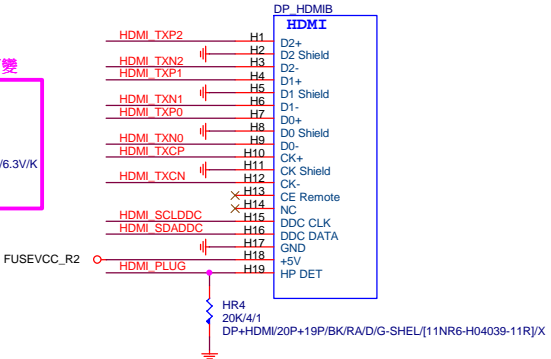 DP_HDMIB
HDMI
HDMI_TXP2 H1 D2+
H2 D2 Shield
HDMI_TXN2 H3 D2-
HDMI_TXP1 H4 D1+
H5 D1 Shield
HDMI_TXN1 H6 D1-
HDMI_TXP0 H7 D0+
H8 D0 Shield
HDMI_TXN0 H9 D0-
HDMI_TXCP H10 CK+
H11 CK Shield
HDMI_TXCN H12 CK-
H13 CE Remote
H14 NC
HDMI_SCLDDC H15 DDC CLK
HDMI_SDADDC H16 DDC DATA
H17 GND
FUSEVCC_R2 H18 +5V
HDMI_PLUG H19 HP DET
HR4
20K/4/1
DP+HDMI/20P+19P/BK/RA/D/G-SHEL/[11NR6-H04039-11R]/X
變
/6.3V/K